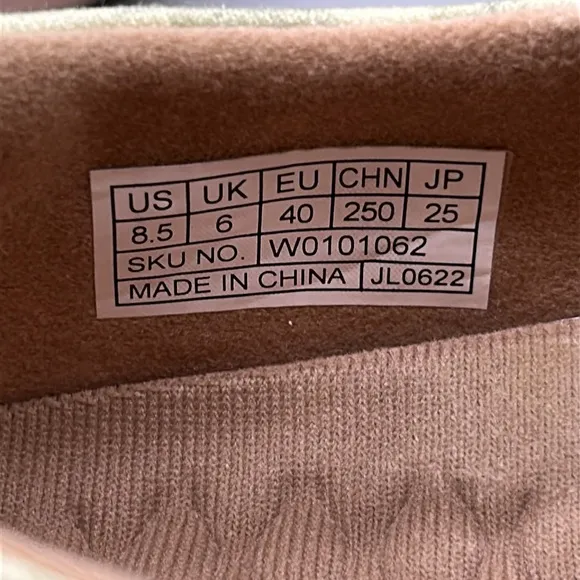 US UK EU CHN JP
8.5 6 40 250 25
SKU NO. W0101062
MADE IN CHINA JL0622